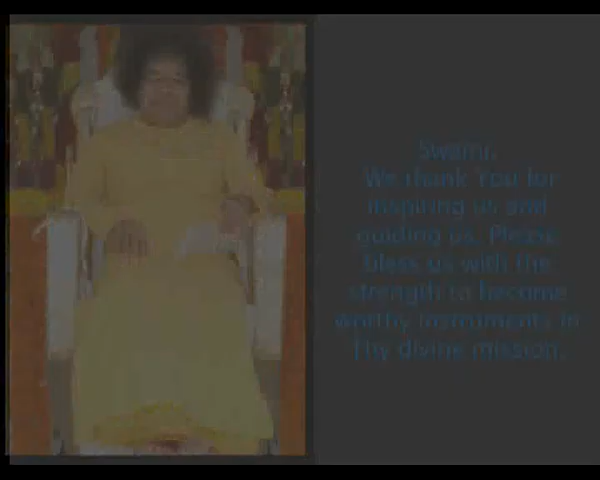 Swami,
We thank You for
inspiring us and
guiding us. Please
bless us with the
strength to become
worthy instruments in
Thy divine mission.